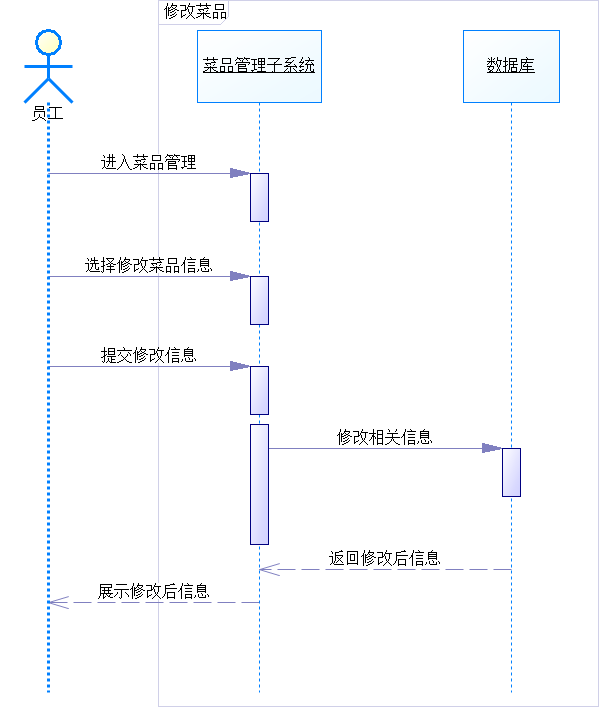 修改菜品
菜品管理子系统
数据库
员工
进入菜品管理
选择修改菜品信息
提交修改信息
修改相关信息
返回修改后信息
展示修改后信息